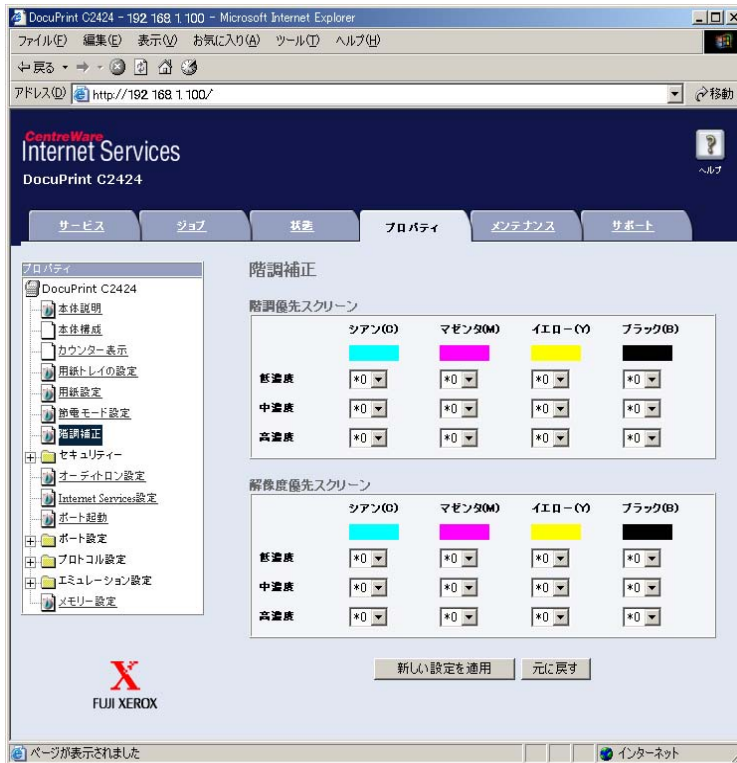 DocuPrint C2424 - 192 168 1 100 - Microsoft Internet Explorer
ファイル(F) 編集(E) 表示(V) お気に入り(A) ツール(T) ヘルプ(H)
戻る
アドレス(D) http://192 168 1 100/ 移動
CentreWare
Internet Services
DocuPrint C2424
ヘルプ
サービス ジョブ 状態 プロパティ メンテナンス サポート
プロパティ
DocuPrint C2424
本体説明
本体構成
カウンター表示
用紙トレイの設定
用紙設定
節電モード設定
階調補正
セキュリティー
オーディトロン設定
Internet Services設定
ポート起動
ポート設定
プロトコル設定
エミュレーション設定
メモリー設定
階調補正
階調優先スクリーン
シアン(C) マゼンタ(M) イエロー(Y) ブラック(B)
低濃度 *0 *0 *0 *0
中濃度 *0 *0 *0 *0
高濃度 *0 *0 *0 *0
解像度優先スクリーン
シアン(C) マゼンタ(M) イエロー(Y) ブラック(B)
低濃度 *0 *0 *0 *0
中濃度 *0 *0 *0 *0
高濃度 *0 *0 *0 *0
新しい設定を適用 元に戻す
X
FUJI XEROX
ページが表示されました インターネット